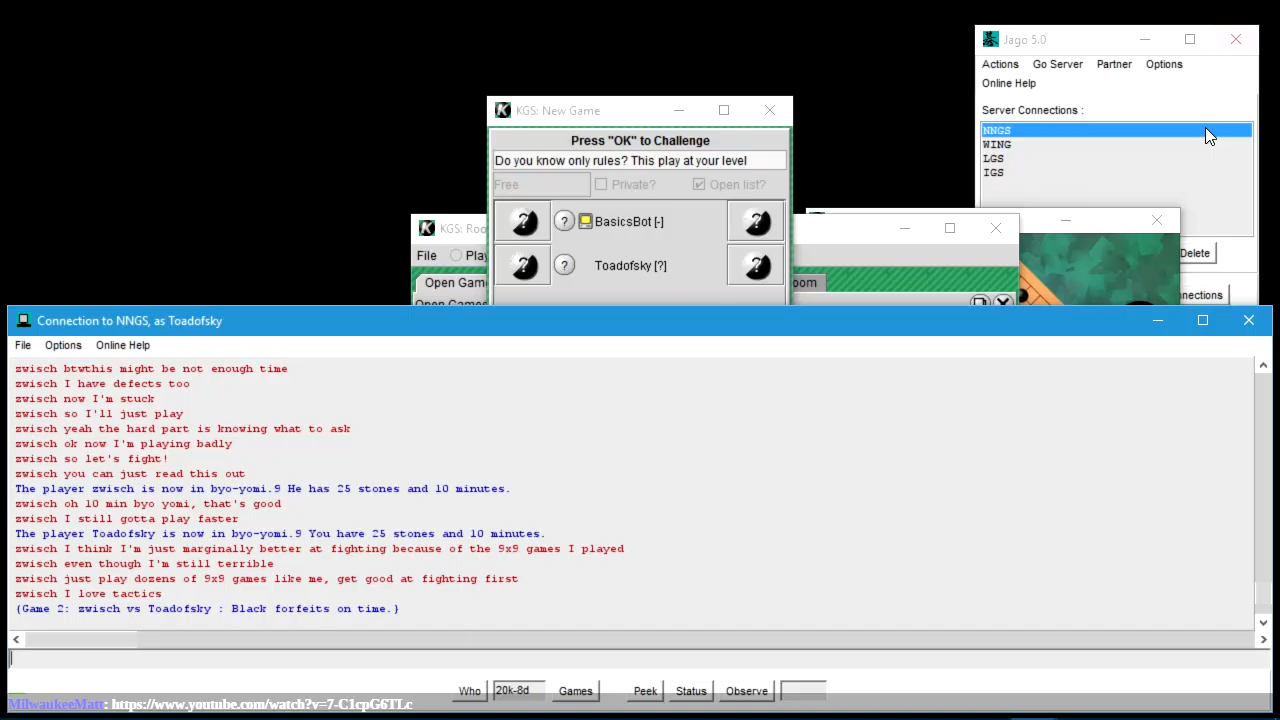 Jago 5.0
Actions Go Server Partner Options
Online Help
Server Connections :
NNGS
WING
LGS
IGS
Delete
KGS: New Game
Press "OK" to Challenge
Do you know only rules? This play at your level
Free Private? Open list?
? ? BasicsBot [-] ?
? ? Toadofsky [?] ?
KGS: Roo
File Play
Open Game
oom
nnections
Connection to NNGS, as Toadofsky
File Options Online Help
zwisch btwthis might be not enough time
zwisch I have defects too
zwisch now I'm stuck
zwisch so I'll just play
zwisch yeah the hard part is knowing what to ask
zwisch ok now I'm playing badly
zwisch so let's fight!
zwisch you can just read this out
The player zwisch is now in byo-yomi.9 He has 25 stones and 10 minutes.
zwisch oh 10 min byo yomi, that's good
zwisch I still gotta play faster
The player Toadofsky is now in byo-yomi.9 You have 25 stones and 10 minutes.
zwisch I think I'm just marginally better at fighting because of the 9x9 games I played
zwisch even though I'm still terrible
zwisch just play dozens of 9x9 games like me, get good at fighting first
zwisch I love tactics
{Game 2: zwisch vs Toadofsky : Black forfeits on time.}
Who 20k-8d Games Peek Status Observe
MilwaukeeMatt: https://www.youtube.com/watch?v=7-C1cpG6TLc